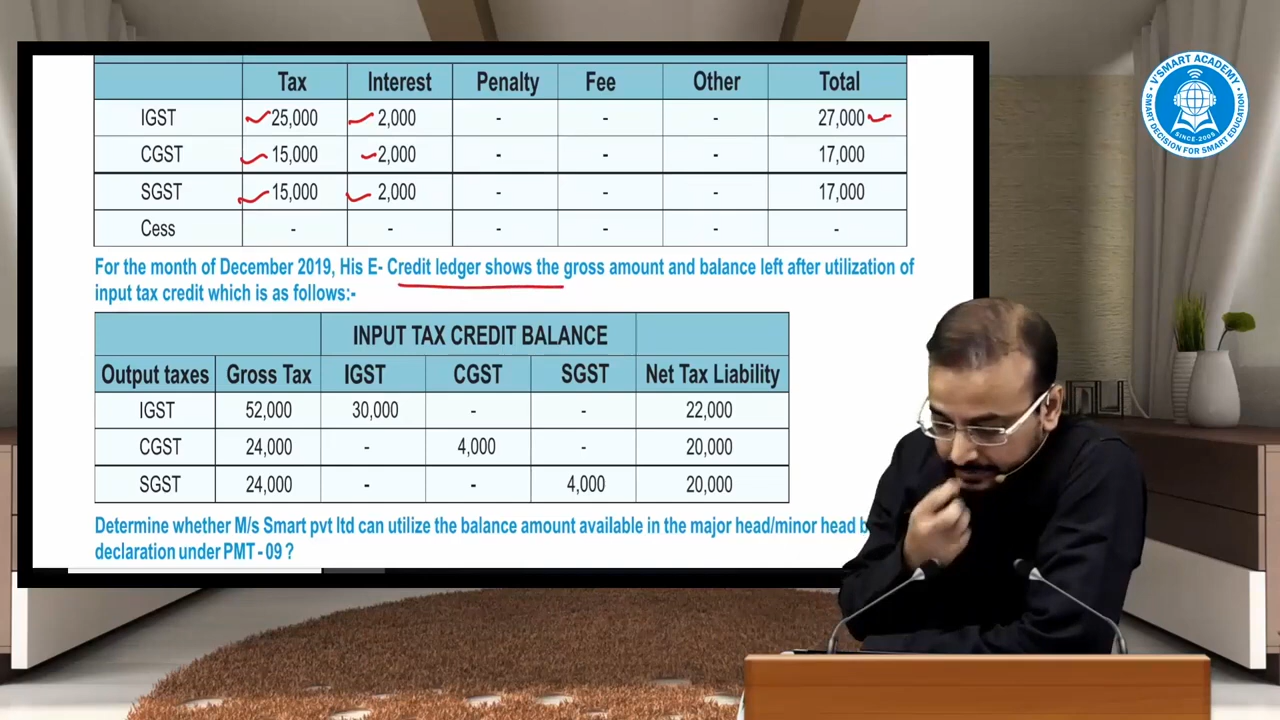 Tax Interest Penalty Fee Other Total
IGST 25,000 2,000 - - - 27,000
CGST 15,000 2,000 - - - 17,000
SGST 15,000 2,000 - - - 17,000
Cess - - - - - -
For the month of December 2019, His E- Credit ledger shows the gross amount and balance left after utilization of
input tax credit which is as follows:-
INPUT TAX CREDIT BALANCE
Output taxes Gross Tax IGST CGST SGST Net Tax Liability
IGST 52,000 30,000 - - 22,000
CGST 24,000 - 4,000 - 20,000
SGST 24,000 - - 4,000 20,000
Determine whether M/s Smart pvt ltd can utilize the balance amount available in the major head/minor head
declaration under PMT - 09 ?
V'SMART ACADEMY
SMART DECISION FOR SMART EDUCATION
SINCE-2009